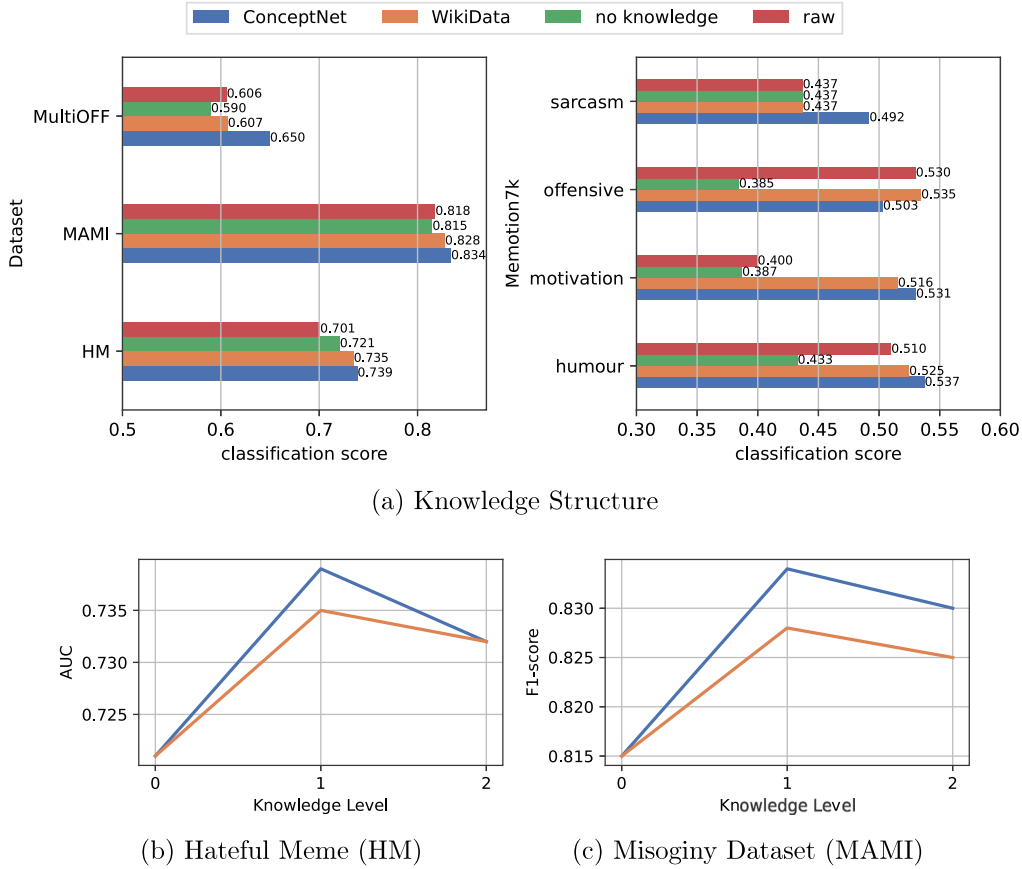 ConceptNet WikiData no knowledge raw
Dataset
MultiOFF
MAMI
HM
0.606
0.590
0.607
0.650
0.818
0.815
0.828
0.834
0.701
0.721
0.735
0.739
0.5 0.6 0.7 0.8
classification score
Memotion7k
sarcasm
offensive
motivation
humour
0.437
0.437
0.437
0.492
0.530
0.385
0.535
0.503
0.400
0.387
0.516
0.531
0.510
0.433
0.525
0.537
0.30 0.35 0.40 0.45 0.50 0.55 0.60
classification score
(a) Knowledge Structure
AUC
0.735
0.730
0.725
0 1 2
Knowledge Level
(b) Hateful Meme (HM)
F1-score
0.830
0.825
0.820
0.815
0 1 2
Knowledge Level
(c) Misoginy Dataset (MAMI)